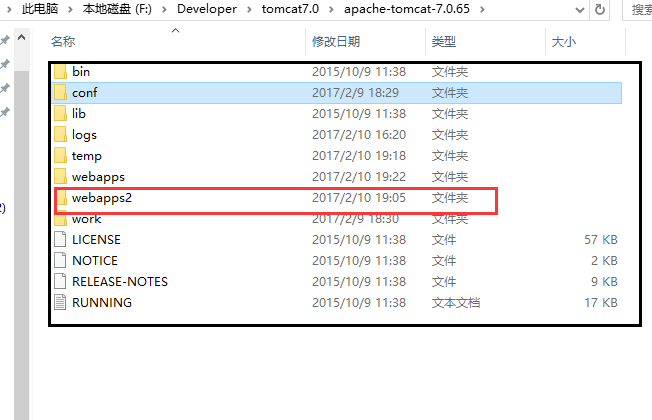 此电脑 › 本地磁盘 (F:) › Developer › tomcat7.0 › apache-tomcat-7.0.65 › 搜索
名称 修改日期 类型 大小
bin 2015/10/9 11:38 文件夹
conf 2017/2/9 18:29 文件夹
lib 2015/10/9 11:38 文件夹
logs 2017/2/10 16:20 文件夹
temp 2017/2/10 19:18 文件夹
webapps 2017/2/10 19:22 文件夹
webapps2 2017/2/10 19:05 文件夹
work 2017/2/9 18:30 文件夹
LICENSE 2015/10/9 11:38 文件 57 KB
NOTICE 2015/10/9 11:38 文件 2 KB
RELEASE-NOTES 2015/10/9 11:38 文件 9 KB
RUNNING 2015/10/9 11:38 文本文档 17 KB